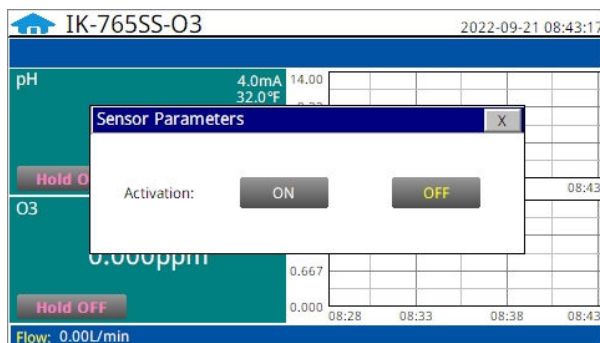 IK-765SS-O3 2022-09-21 08:43:17
pH 4.0mA 14.00
32.0°F
Sensor Parameters X
Activation: ON OFF
Hold O 08:43
O3
0.000ppm
0.667
Hold OFF 0.000
08:28 08:33 08:38 08:43
Flow: 0.00L/min